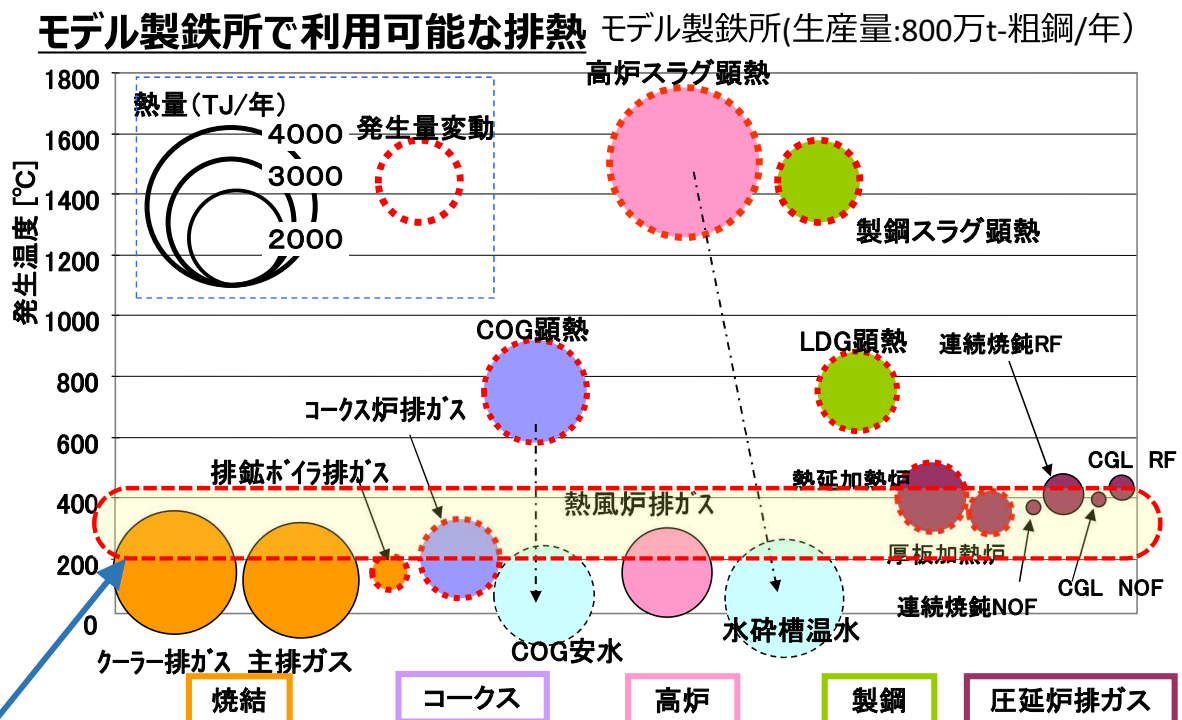 モデル製鉄所で利用可能な排熱 モデル製鉄所(生産量:800万t-粗鋼/年)
発生温度 [℃]
1800
1600
1400
1200
1000
800
600
400
200
0
熱量(TJ/年)
4000
3000
2000
発生量変動
高炉スラグ顕熱
製鋼スラグ顕熱
COG顕熱
LDG顕熱
連続焼鈍RF
コークス炉排ガス
排鉱ボイラ排ガス
熱延加熱炉
CGL RF
熱風炉排ガス
厚板加熱炉
CGL NOF
連続焼鈍NOF
水砕槽温水
COG安水
クーラー排ガス 主排ガス
焼結
コークス
高炉
製鋼
圧延炉排ガス